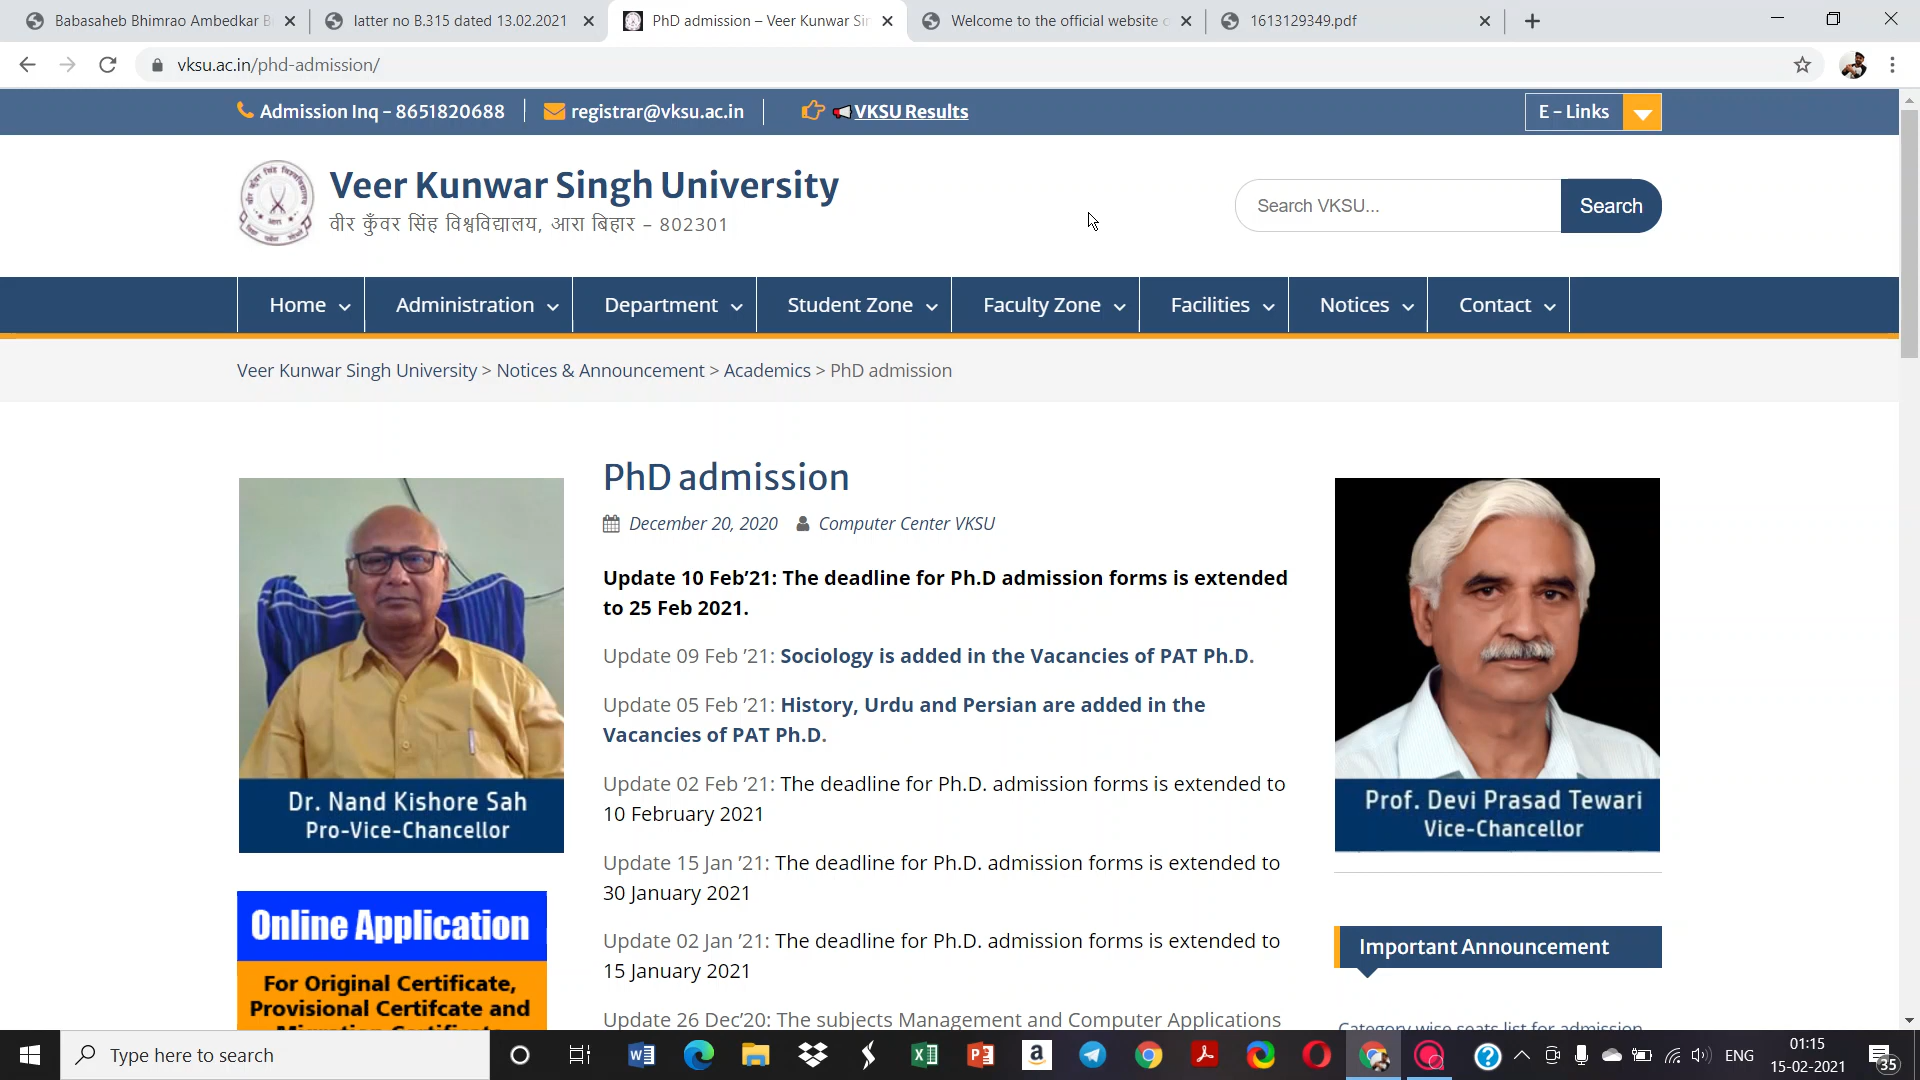 Babasaheb Bhimrao Ambedkar B
latter no B.315 dated 13.02.2021
PhD admission – Veer Kunwar Sin
Welcome to the official website o
1613129349.pdf
vksu.ac.in/phd-admission/
Admission Inq – 8651820688
registrar@vksu.ac.in
VKSU Results
E – Links
Veer Kunwar Singh University
वीर कुँवर सिंह विश्वविद्यालय, आरा बिहार – 802301
Search VKSU...
Search
Home
Administration
Department
Student Zone
Faculty Zone
Facilities
Notices
Contact
Veer Kunwar Singh University > Notices & Announcement > Academics > PhD admission
PhD admission
December 20, 2020
Computer Center VKSU
Update 10 Feb’21: The deadline for Ph.D admission forms is extended
to 25 Feb 2021.
Update 09 Feb ’21: Sociology is added in the Vacancies of PAT Ph.D.
Update 05 Feb ’21: History, Urdu and Persian are added in the
Vacancies of PAT Ph.D.
Update 02 Feb ’21: The deadline for Ph.D. admission forms is extended to
10 February 2021
Update 15 Jan ’21: The deadline for Ph.D. admission forms is extended to
30 January 2021
Update 02 Jan ’21: The deadline for Ph.D. admission forms is extended to
15 January 2021
Update 26 Dec’20: The subjects Management and Computer Applications
Dr. Nand Kishore Sah
Pro-Vice-Chancellor
Online Application
For Original Certificate,
Provisional Certifcate and
Migration Certificate
Prof. Devi Prasad Tewari
Vice-Chancellor
Important Announcement
Category wise seats list for admission
Type here to search
ENG
01:15
15-02-2021
35